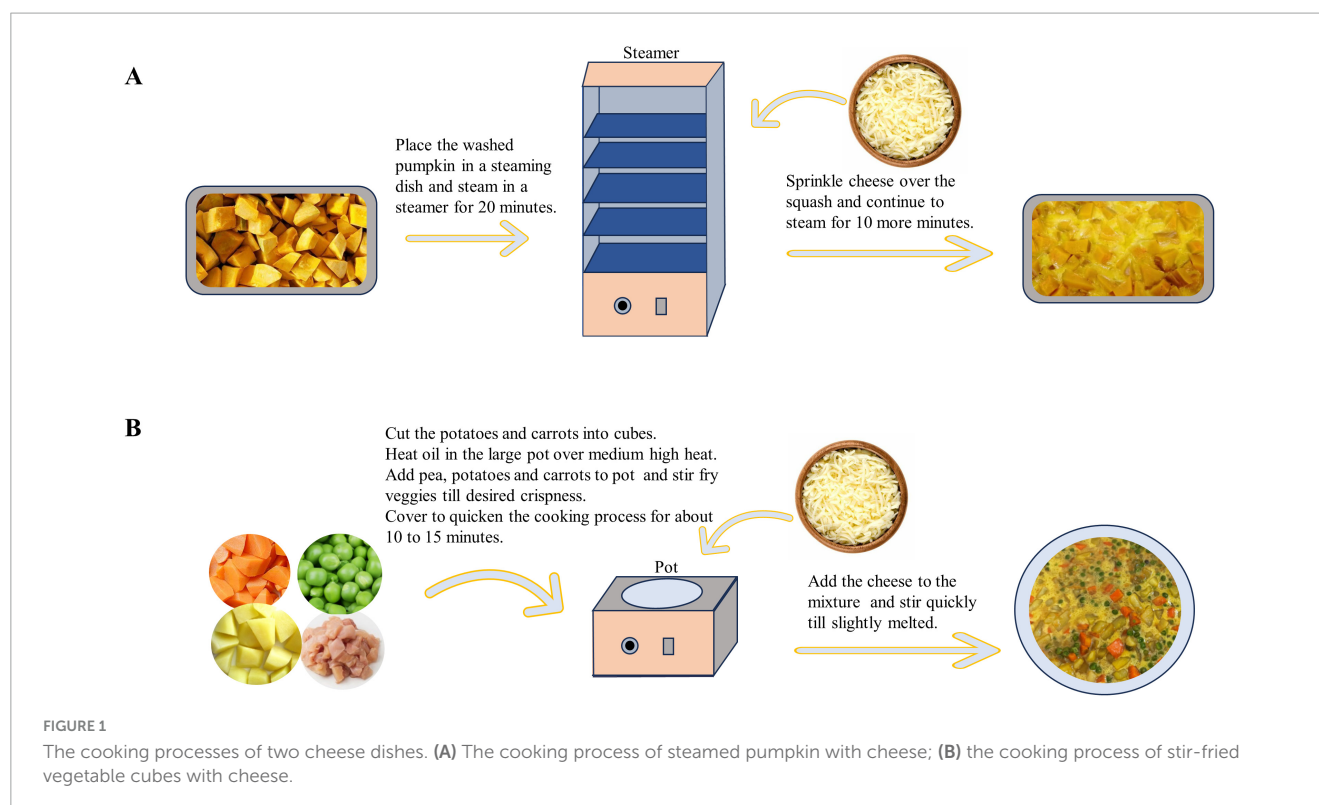 A
Steamer
Place the washed
pumpkin in a steaming
dish and steam in a
steamer for 20 minutes.
Sprinkle cheese over the
squash and continue to
steam for 10 more minutes.
B
Cut the potatoes and carrots into cubes.
Heat oil in the large pot over medium high heat.
Add pea, potatoes and carrots to pot and stir fry
veggies till desired crispness.
Cover to quicken the cooking process for about
10 to 15 minutes.
Pot
Add the cheese to the
mixture and stir quickly
till slightly melted.
FIGURE 1
The cooking processes of two cheese dishes. (A) The cooking process of steamed pumpkin with cheese; (B) the cooking process of stir-fried
vegetable cubes with cheese.